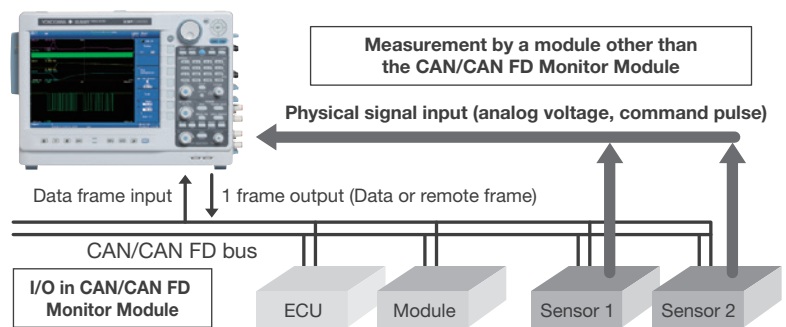 YOKOGAWA
Measurement by a module other than
the CAN/CAN FD Monitor Module
Physical signal input (analog voltage, command pulse)
Data frame input
1 frame output (Data or remote frame)
CAN/CAN FD bus
I/O in CAN/CAN FD
Monitor Module
ECU
Module
Sensor 1
Sensor 2